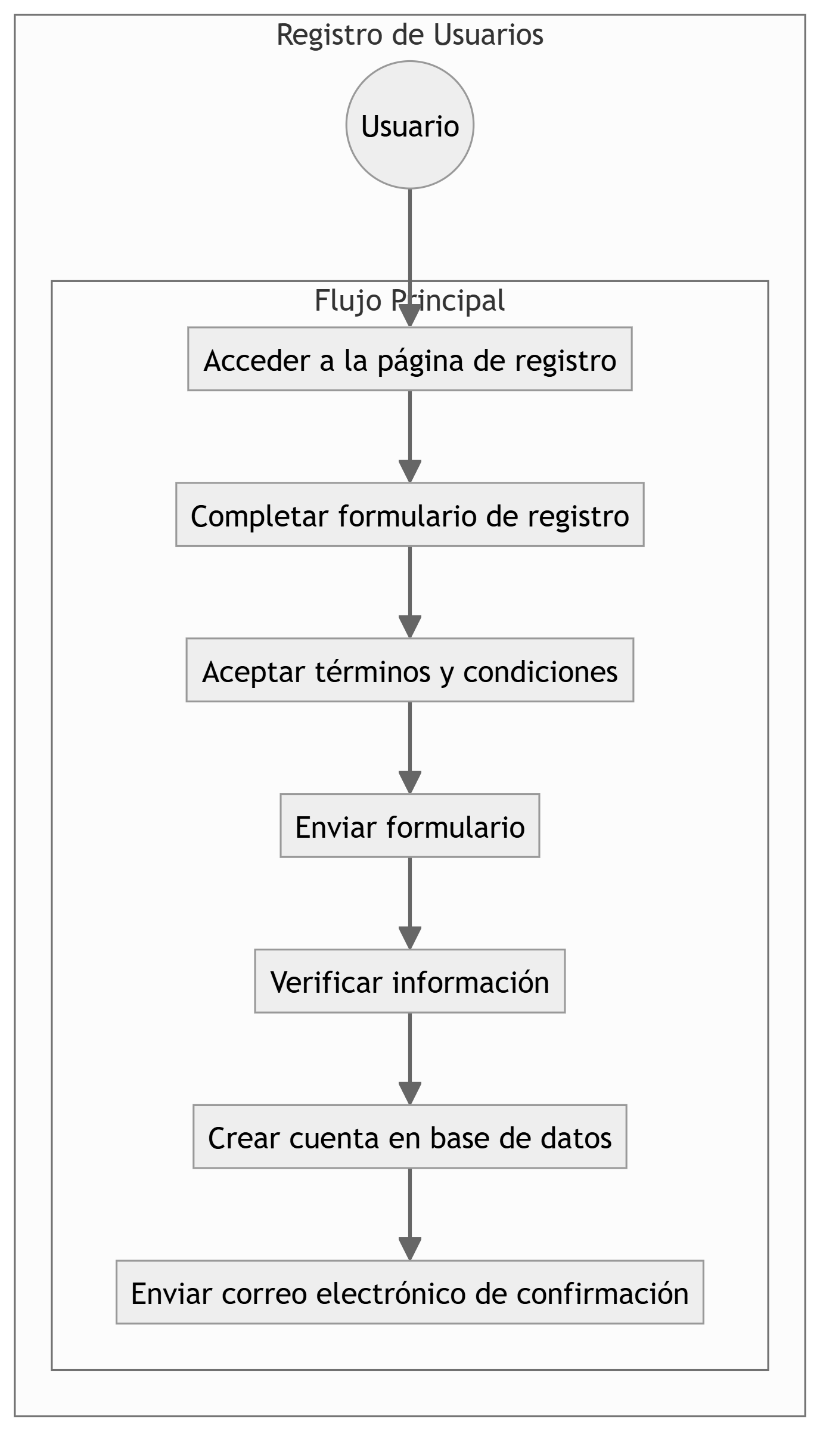 Registro de Usuarios
Usuario
Flujo Principal
Acceder a la página de registro
Completar formulario de registro
Aceptar términos y condiciones
Enviar formulario
Verificar información
Crear cuenta en base de datos
Enviar correo electrónico de confirmación